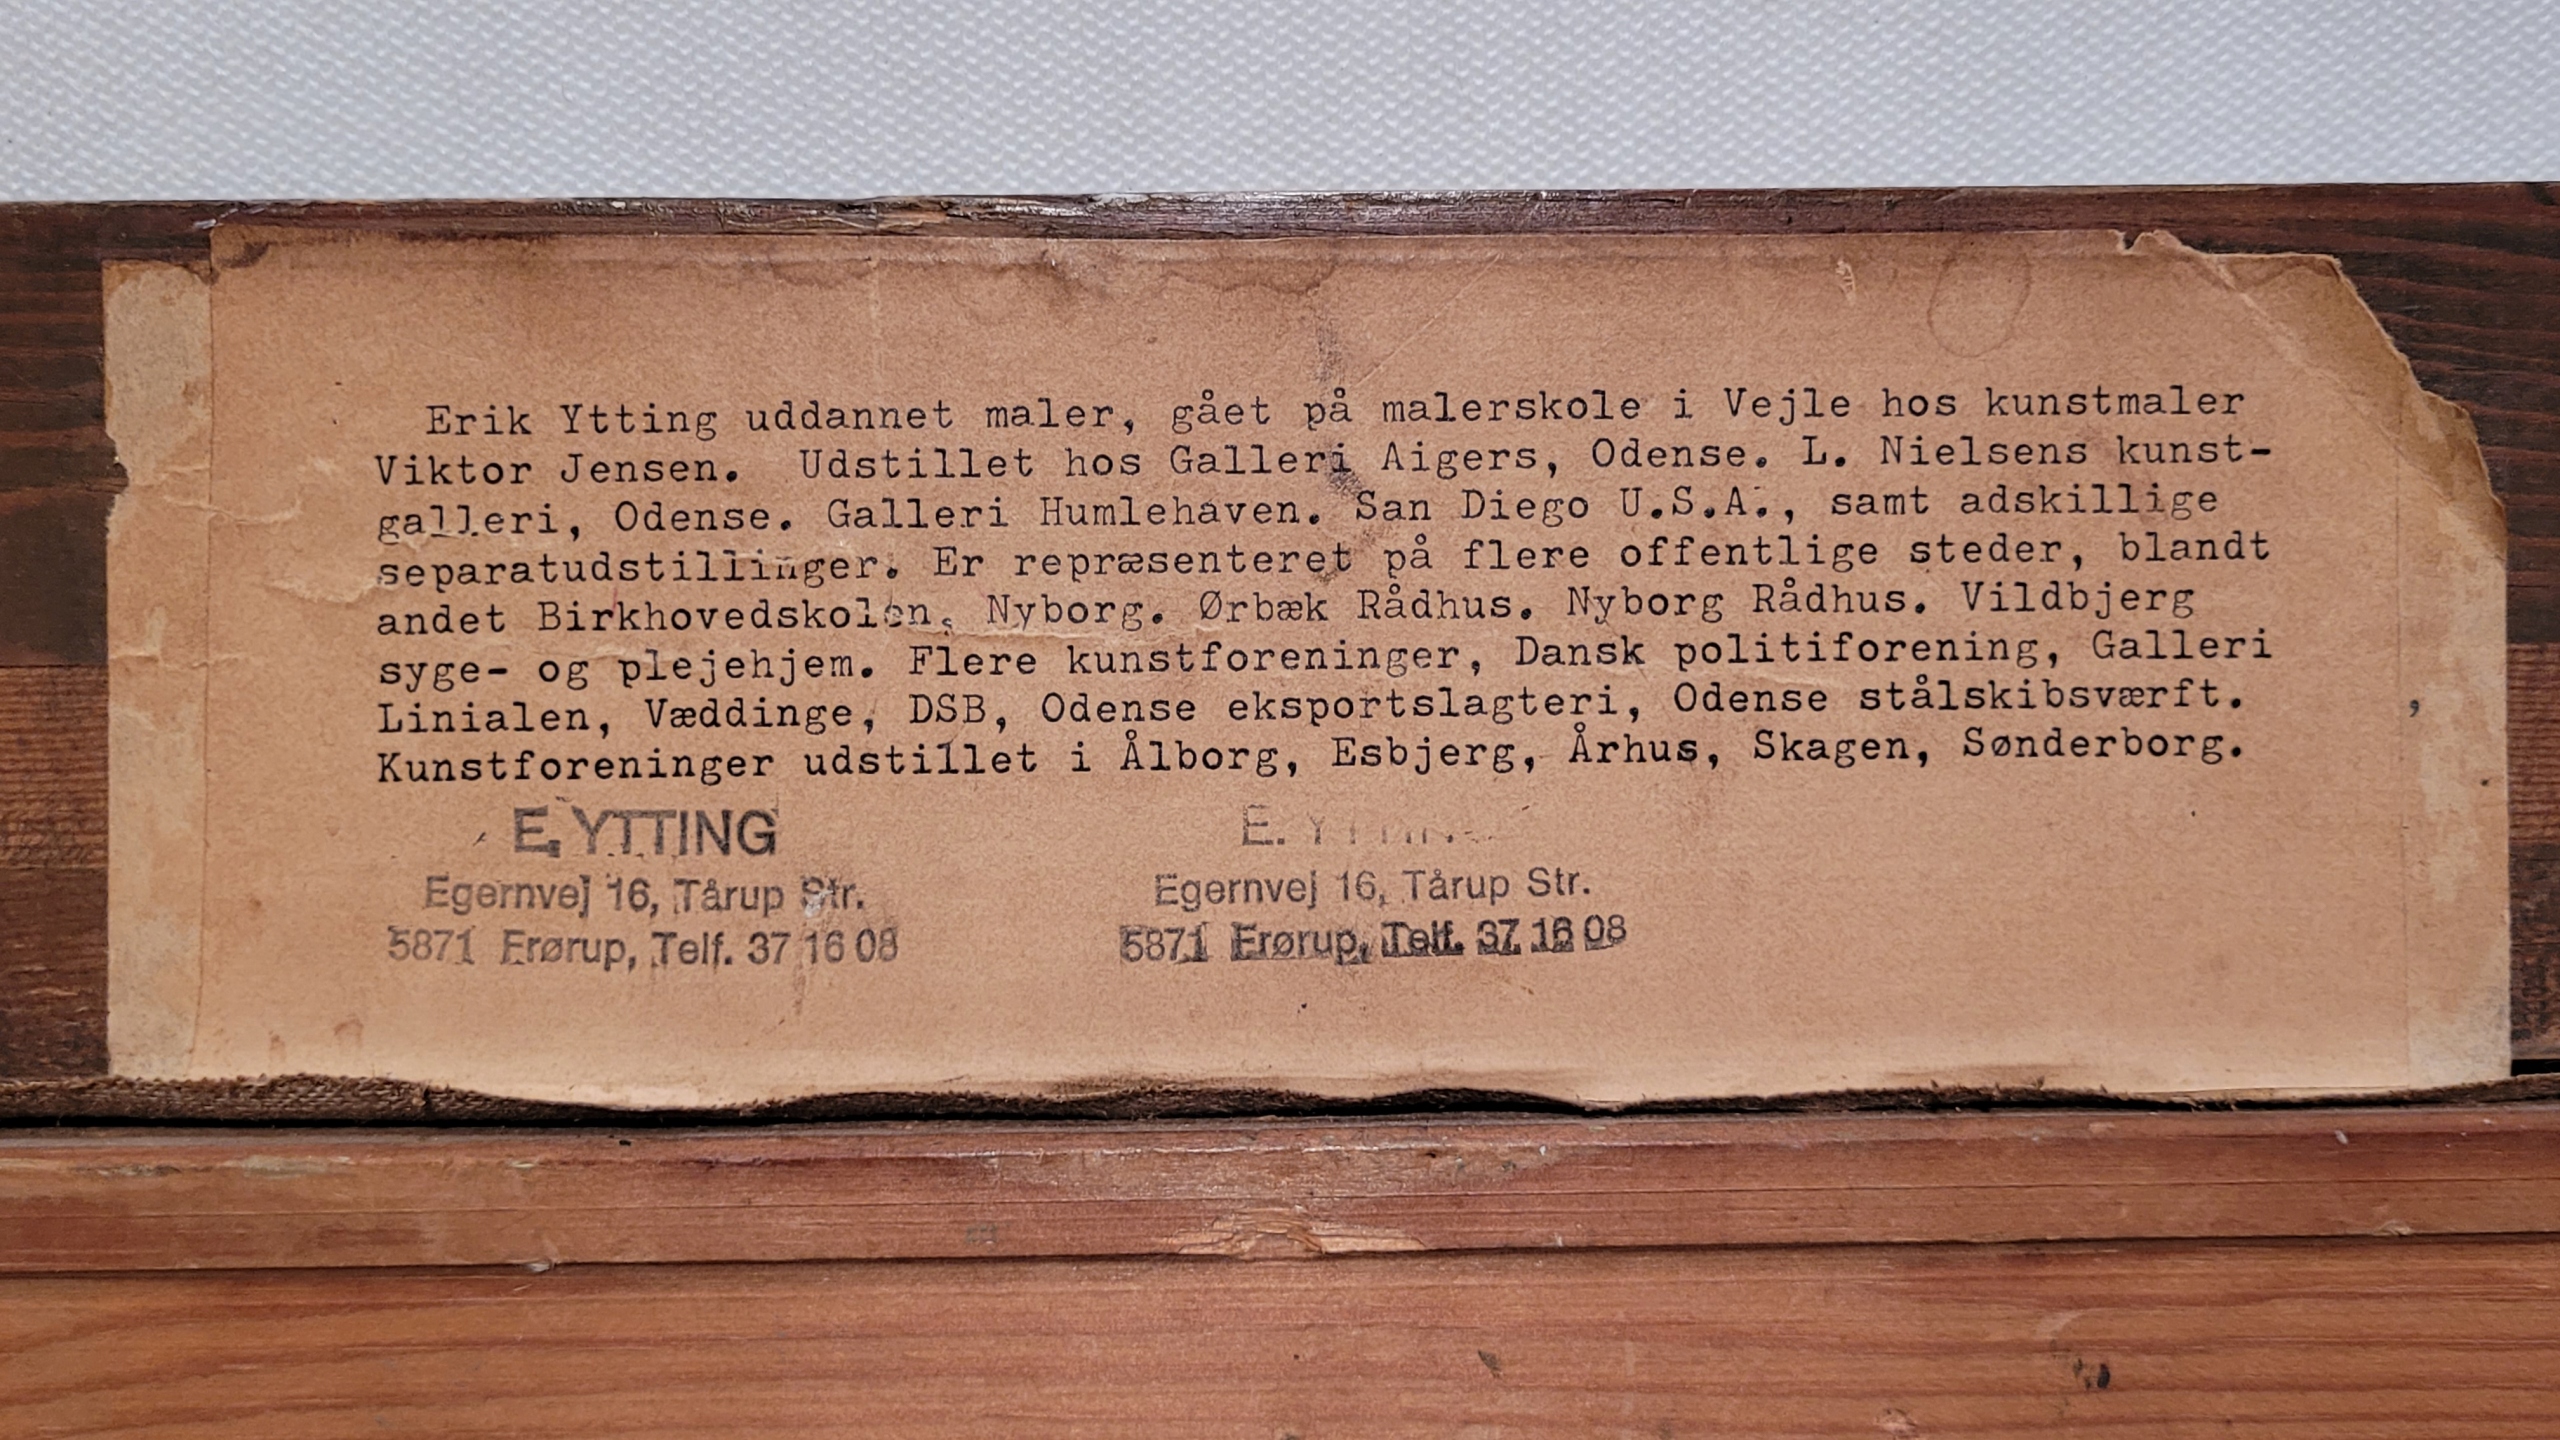 Erik Ytting uddannet maler, gået på malerskole i Vejle hos kunstmaler
Viktor Jensen. Udstillet hos Galleri Aigers, Odense. L. Nielsens kunst-
galleri, Odense. Galleri Humlehaven. San Diego U.S.A., samt adskillige
separatudstillinger. Er repræsenteret på flere offentlige steder, blandt
andet Birkhovedskolen, Nyborg. Ørbæk Rådhus. Nyborg Rådhus. Vildbjerg
syge- og plejehjem. Flere kunstforeninger, Dansk politiforening, Galleri
Linialen, Væddinge, DSB, Odense eksportslagteri, Odense stålskibsværft. ,
Kunstforeninger udstillet i Ålborg, Esbjerg, Århus, Skagen, Sønderborg.
E. YTTING
Egernvej 16, Tårup Str.
5871 Frørup, Telf. 37 16 08
E. YTTING
Egernvej 16, Tårup Str.
5871 Frørup, Telf. 37 16 08